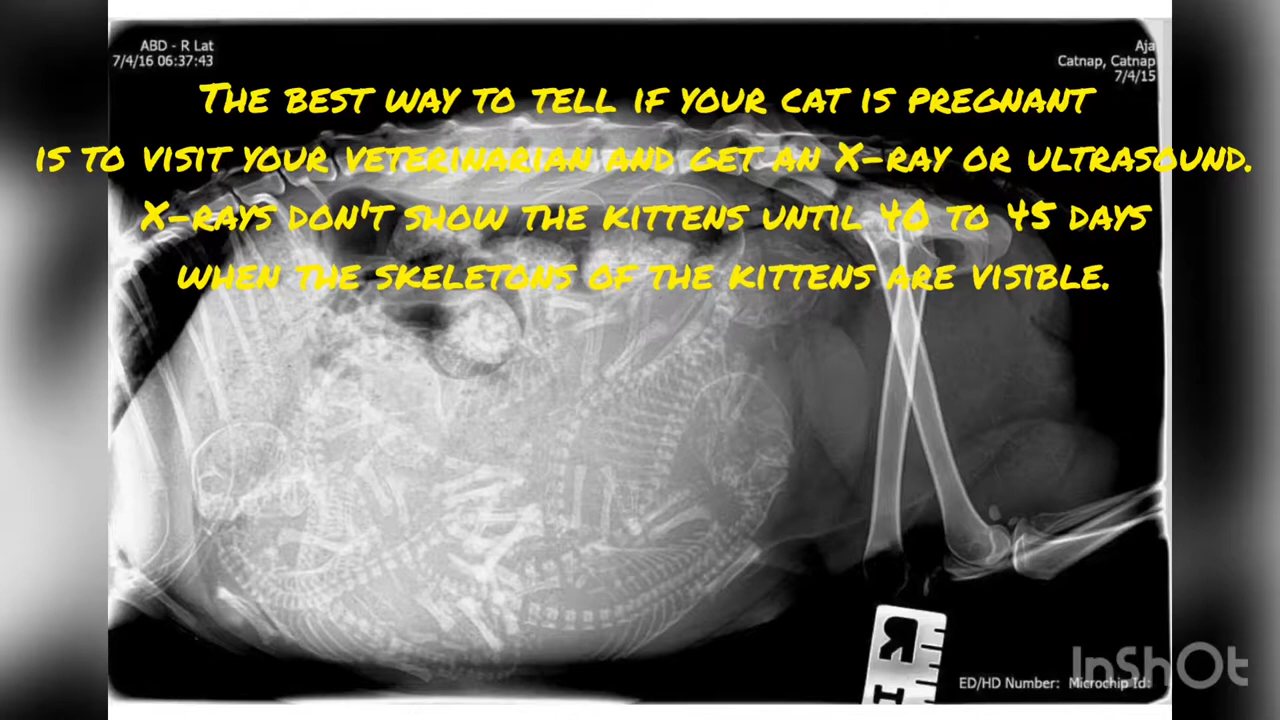 ABD - R Lat
7/4/16 06:37:43
Aja
Catnap, Catnap
7/4/15
The best way to tell if your cat is pregnant
is to visit your veterinarian and get an X-ray or ultrasound.
X-rays don't show the kittens until 40 to 45 days
when the skeletons of the kittens are visible.
R
ED/HD Number: Microchip Id:
InShOt